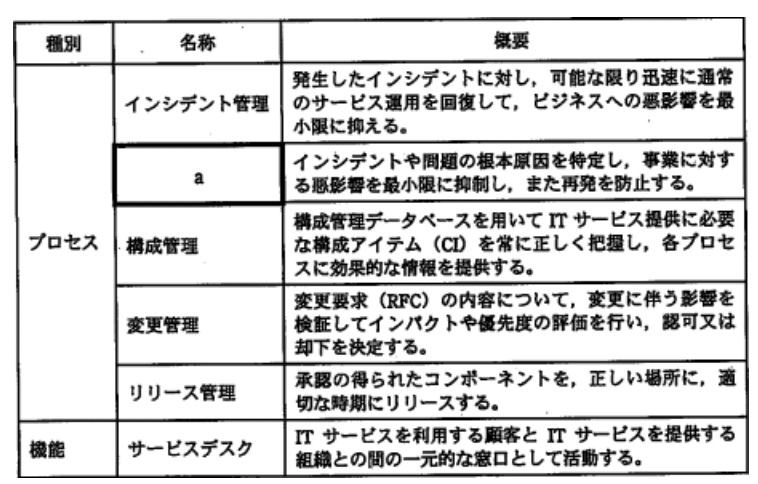 種別 名称 概要
プロセス
インシデント管理
発生したインシデントに対し，可能な限り迅速に通常
のサービス運用を回復して，ビジネスへの悪影響を最
小限に抑える。
a
インシデントや問題の根本原因を特定し，事業に対す
る悪影響を最小限に抑制し，また再発を防止する。
構成管理
構成管理データベースを用いて IT サービス提供に必要
な構成アイテム（CI）を常に正しく把握し，各プロセ
スに効果的な情報を提供する。
変更管理
変更要求（RFC）の内容について，変更に伴う影響を
検証してインパクトや優先度の評価を行い，認可又は
却下を決定する。
リリース管理
承認の得られたコンポーネントを，正しい場所に，適
切な時期にリリースする。
機能
サービスデスク
IT サービスを利用する顧客と IT サービスを提供する
組織との間の一元的な窓口として活動する。